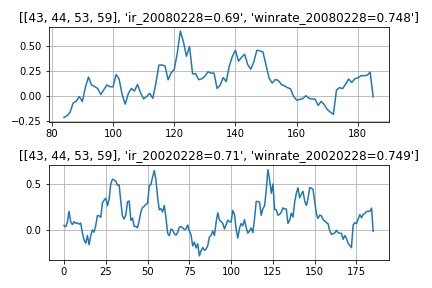 [[43, 44, 53, 59], 'ir_20080228=0.69', 'winrate_20080228=0.748']
0.50
0.25
0.00
−0.25
80 100 120 140 160 180
[[43, 44, 53, 59], 'ir_20020228=0.71', 'winrate_20020228=0.749']
0.5
0.0
0 25 50 75 100 125 150 175